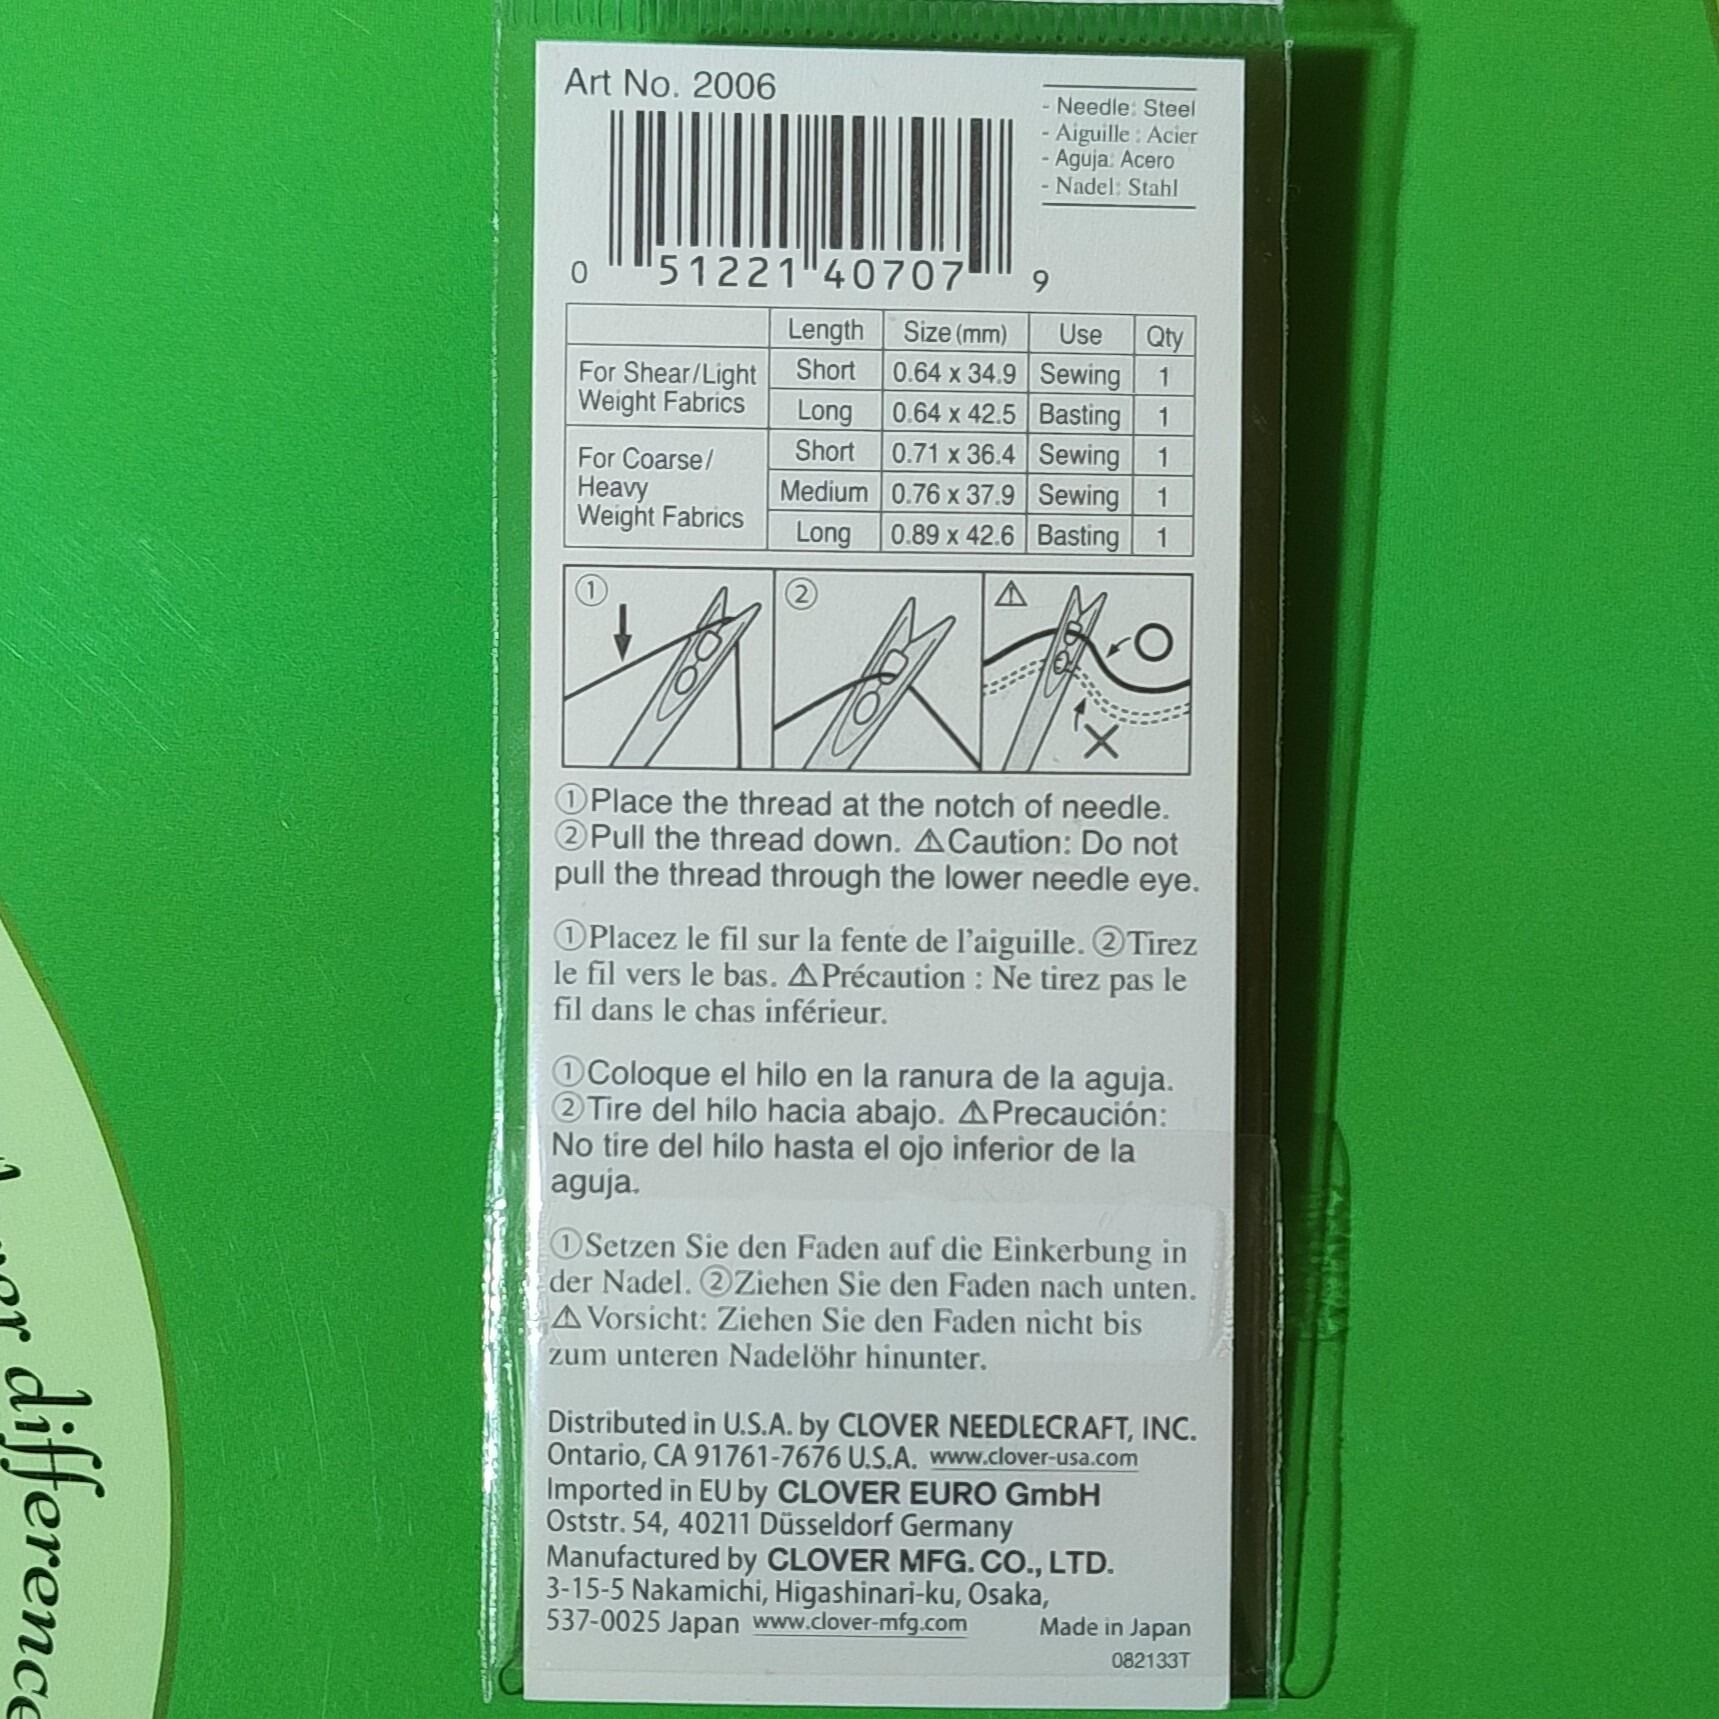 Art No. 2006
- Needle: Steel
- Aiguille : Acier
- Aguja: Acero
- Nadel: Stahl
0 51221 40707 9
Length Size (mm) Use Qty
For Shear/Light Weight Fabrics Short 0.64 x 34.9 Sewing 1
Long 0.64 x 42.5 Basting 1
For Coarse/ Heavy Weight Fabrics Short 0.71 x 36.4 Sewing 1
Medium 0.76 x 37.9 Sewing 1
Long 0.89 x 42.6 Basting 1
① ② ⚠
①Place the thread at the notch of needle.
②Pull the thread down. ⚠Caution: Do not
pull the thread through the lower needle eye.
①Placez le fil sur la fente de l'aiguille. ②Tirez
le fil vers le bas. ⚠Précaution : Ne tirez pas le
fil dans le chas inférieur.
①Coloque el hilo en la ranura de la aguja.
②Tire del hilo hacia abajo. ⚠Precaución:
No tire del hilo hasta el ojo inferior de la
aguja.
①Setzen Sie den Faden auf die Einkerbung in
der Nadel. ②Ziehen Sie den Faden nach unten.
⚠Vorsicht: Ziehen Sie den Faden nicht bis
zum unteren Nadelöhr hinunter.
Distributed in U.S.A. by CLOVER NEEDLECRAFT, INC.
Ontario, CA 91761-7676 U.S.A. www.clover-usa.com
Imported in EU by CLOVER EURO GmbH
Oststr. 54, 40211 Düsseldorf Germany
Manufactured by CLOVER MFG. CO., LTD.
3-15-5 Nakamichi, Higashinari-ku, Osaka,
537-0025 Japan www.clover-mfg.com Made in Japan
082133T